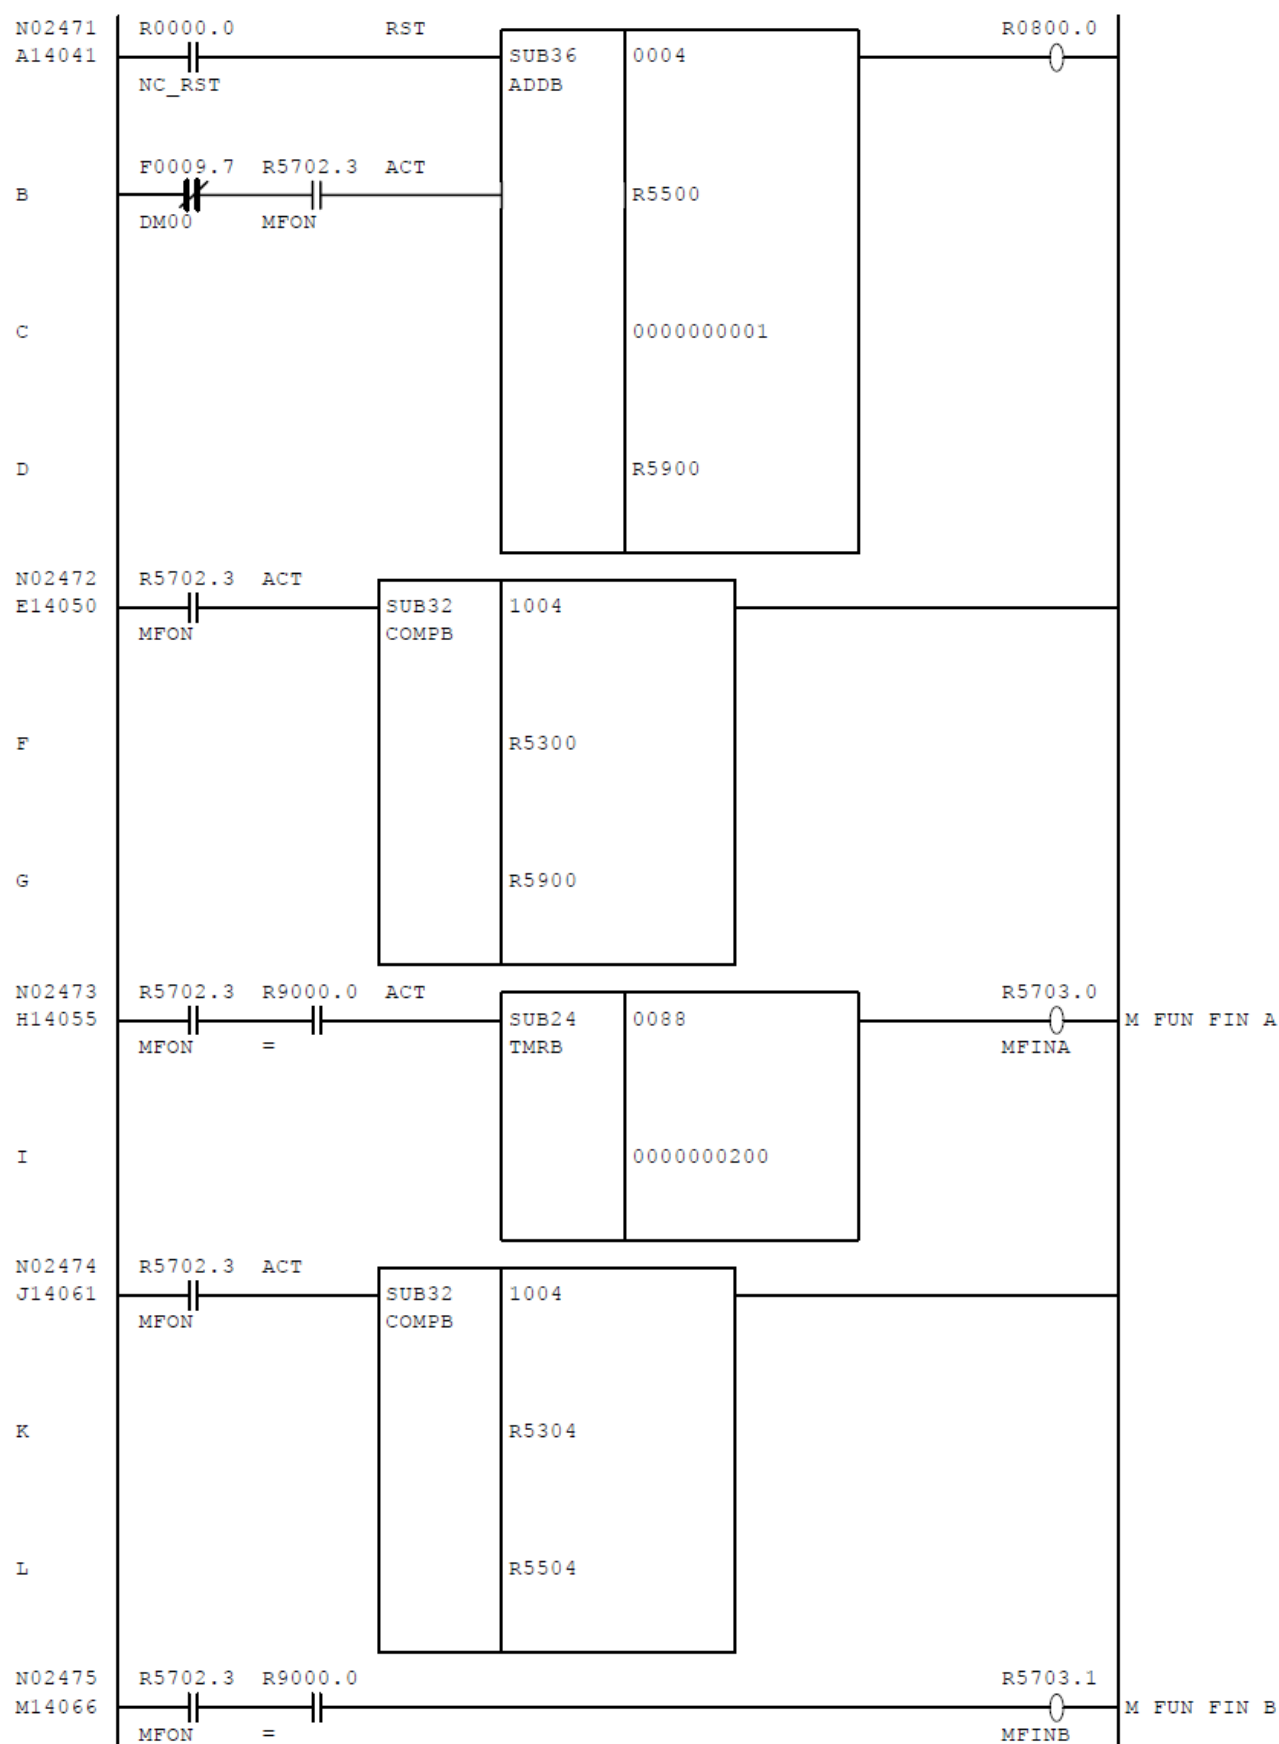 N02471 R0000.0 RST R0800.0
A14041 SUB36 0004
NC_RST ADDB
F0009.7 R5702.3 ACT
B R5500
DM00 MFON
C 0000000001
D R5900
N02472 R5702.3 ACT
E14050 SUB32 1004
MFON COMPB
F R5300
G R5900
N02473 R5702.3 R9000.0 ACT R5703.0
H14055 SUB24 0088 M FUN FIN A
MFON = TMRB MFINA
I 0000000200
N02474 R5702.3 ACT
J14061 SUB32 1004
MFON COMPB
K R5304
L R5504
N02475 R5702.3 R9000.0 R5703.1
M14066 M FUN FIN B
MFON = MFINB